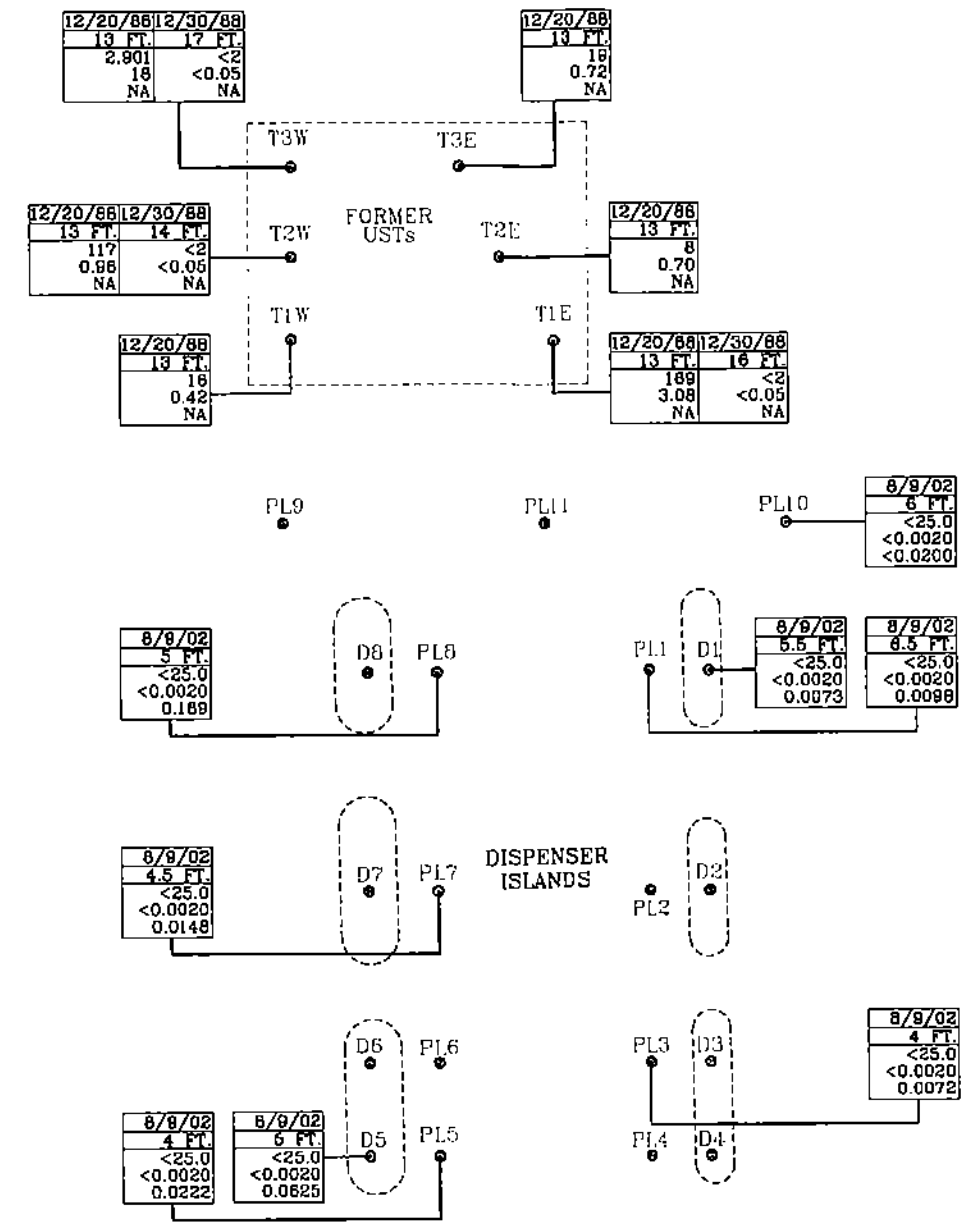 12/20/88 12/30/88
13 FT. 17 FT.
2,901 <2
18 <0.05
NA NA
12/20/88
13 FT.
19
0.72
NA
T3W
T3E
12/20/88 12/30/88
13 FT. 14 FT.
117 <2
0.96 <0.05
NA NA
T2W
FORMER
USTs
T2E
12/20/88
13 FT.
8
0.70
NA
T1W
T1E
12/20/88
13 FT.
16
0.42
NA
12/20/88 12/30/88
13 FT. 16 FT.
169 <2
3.08 <0.05
NA NA
PL9
PL11
PL10
8/9/02
6 FT.
<25.0
<0.0020
<0.0200
8/9/02
5 FT.
<25.0
<0.0020
0.169
D8
PL8
PL1
D1
8/9/02
5.5 FT.
<25.0
<0.0020
0.0073
8/9/02
6.5 FT.
<25.0
<0.0020
0.0098
8/9/02
4.5 FT.
<25.0
<0.0020
0.0148
D7
PL7
DISPENSER
ISLANDS
PL2
D2
D6
PL6
PL3
D3
8/9/02
4 FT.
<25.0
<0.0020
0.0072
8/9/02
4 FT.
<25.0
<0.0020
0.0222
8/9/02
6 FT.
<25.0
<0.0020
0.0625
D5
PL5
PL4
D4